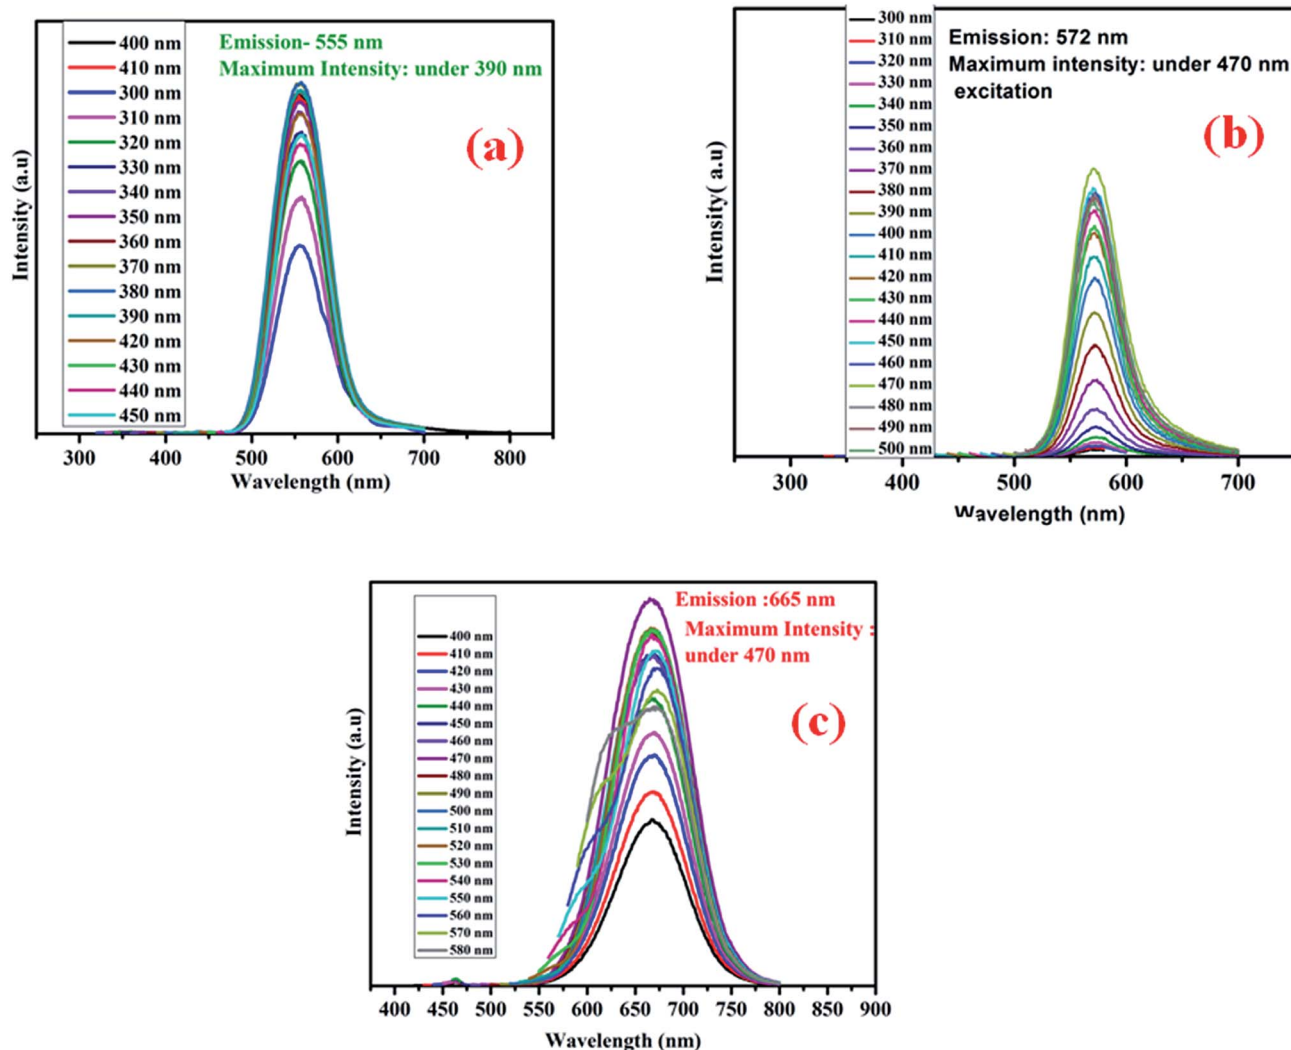 400 nm
410 nm
300 nm
310 nm
320 nm
330 nm
340 nm
350 nm
360 nm
370 nm
380 nm
390 nm
420 nm
430 nm
440 nm
450 nm
Emission- 555 nm
Maximum Intensity: under 390 nm
(a)
Intensity (a.u)
300 400 500 600 700 800
Wavelength (nm)
300 nm
310 nm
320 nm
330 nm
340 nm
350 nm
360 nm
370 nm
380 nm
390 nm
400 nm
410 nm
420 nm
430 nm
440 nm
450 nm
460 nm
470 nm
480 nm
490 nm
500 nm
Emission: 572 nm
Maximum intensity: under 470 nm
excitation
(b)
Intensity( a.u)
300 400 500 600 700
Wavelength (nm)
400 nm
410 nm
420 nm
430 nm
440 nm
450 nm
460 nm
470 nm
480 nm
490 nm
500 nm
510 nm
520 nm
530 nm
540 nm
550 nm
560 nm
570 nm
580 nm
Emission :665 nm
Maximum Intensity :
under 470 nm
(c)
Intensity (a.u)
400 450 500 550 600 650 700 750 800 850 900
Wavelength (nm)